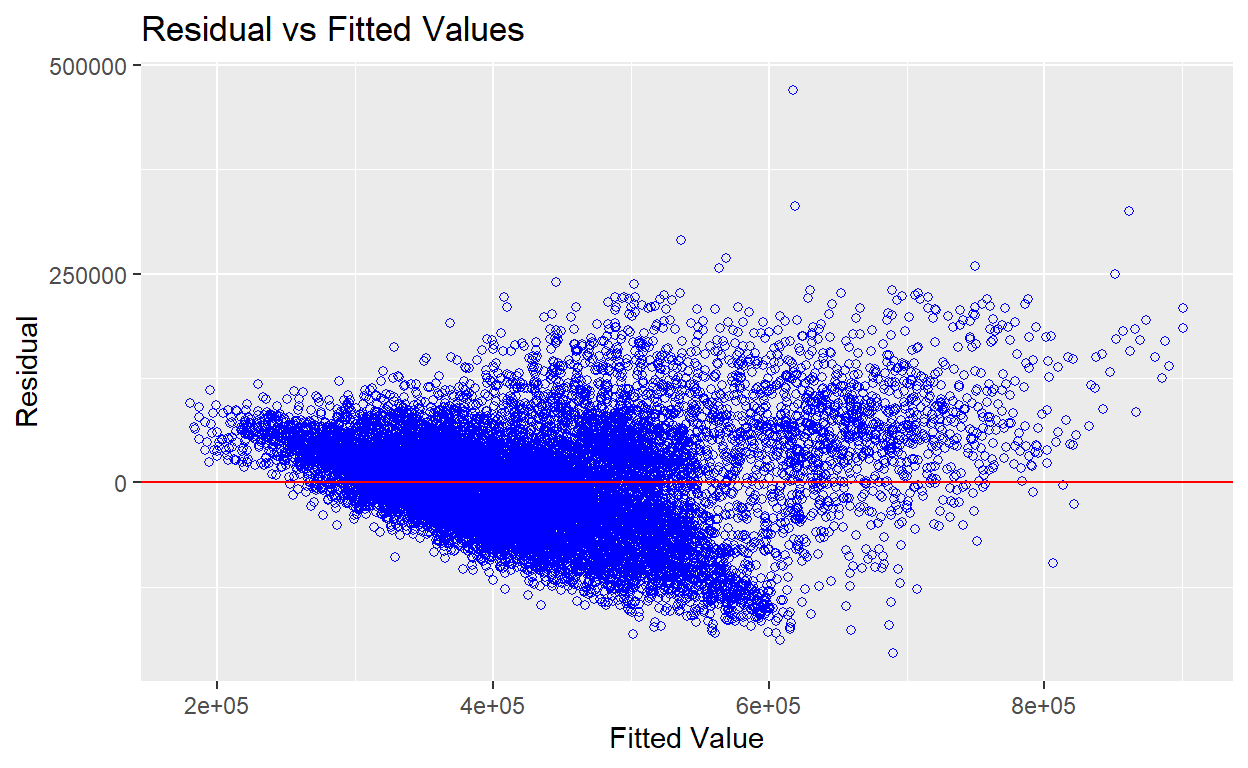 Residual vs Fitted Values
500000
250000
0
Residual
2e+05 4e+05 6e+05 8e+05
Fitted Value